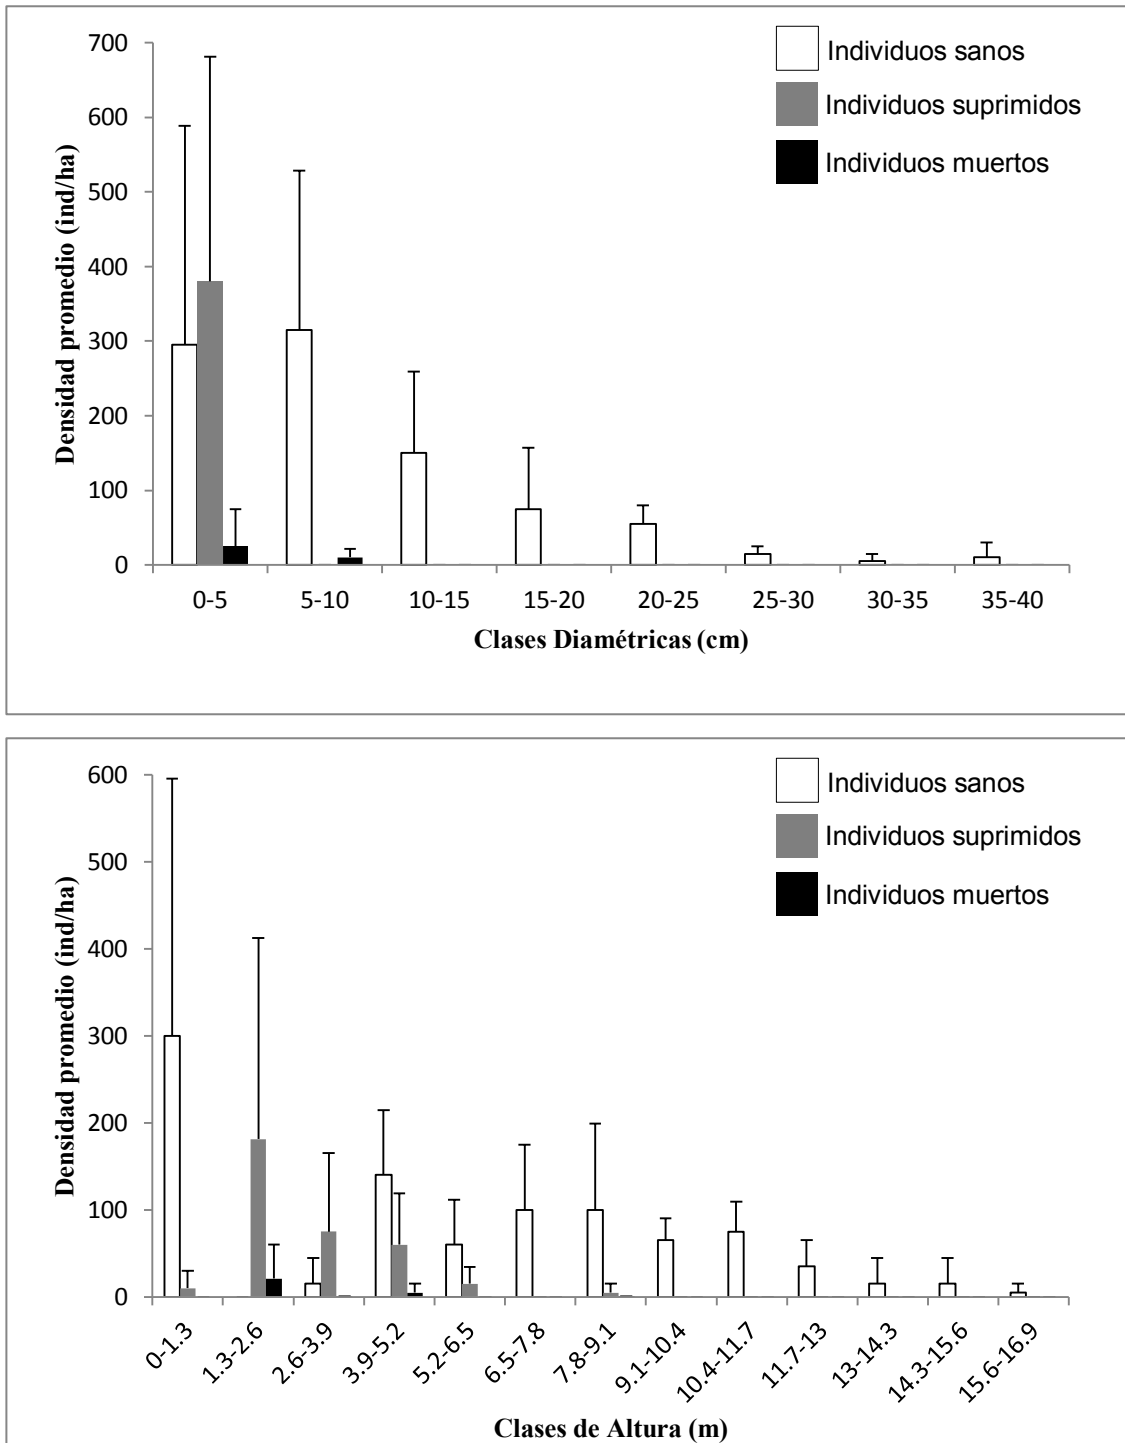 700
600
500
400
300
200
100
0
Densidad promedio (ind/ha)
Individuos sanos
Individuos suprimidos
Individuos muertos
0-5 5-10 10-15 15-20 20-25 25-30 30-35 35-40
Clases Diamétricas (cm)
600
500
400
300
200
100
0
Densidad promedio (ind/ha)
Individuos sanos
Individuos suprimidos
Individuos muertos
0-1.3 1.3-2.6 2.6-3.9 3.9-5.2 5.2-6.5 6.5-7.8 7.8-9.1 9.1-10.4 10.4-11.7 11.7-13 13-14.3 14.3-15.6 15.6-16.9
Clases de Altura (m)